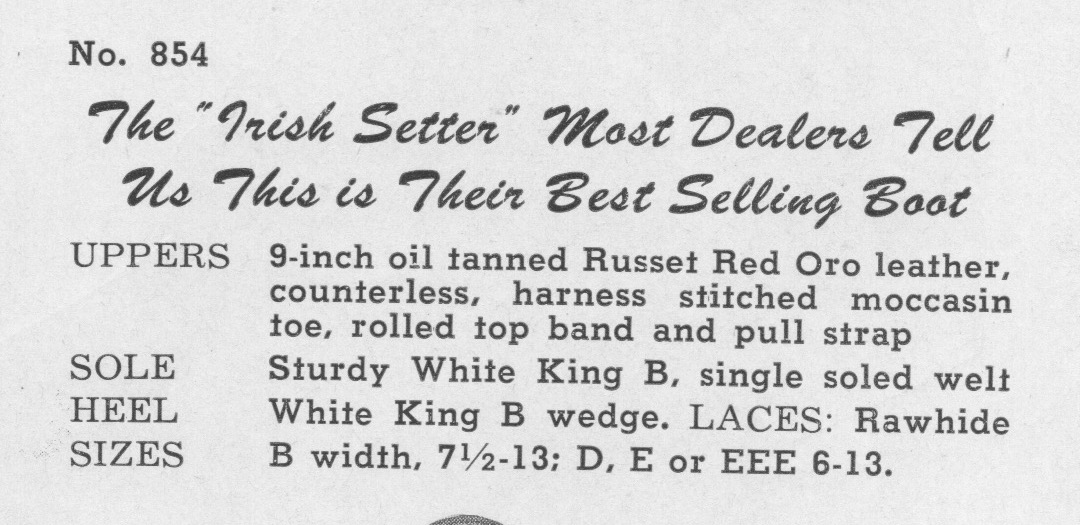 No. 854
The "Irish Setter" Most Dealers Tell
Us This is Their Best Selling Boot
UPPERS 9-inch oil tanned Russet Red Oro leather,
counterless, harness stitched moccasin
toe, rolled top band and pull strap
SOLE Sturdy White King B, single soled welt
HEEL White King B wedge. LACES: Rawhide
SIZES B width, 7½-13; D, E or EEE 6-13.